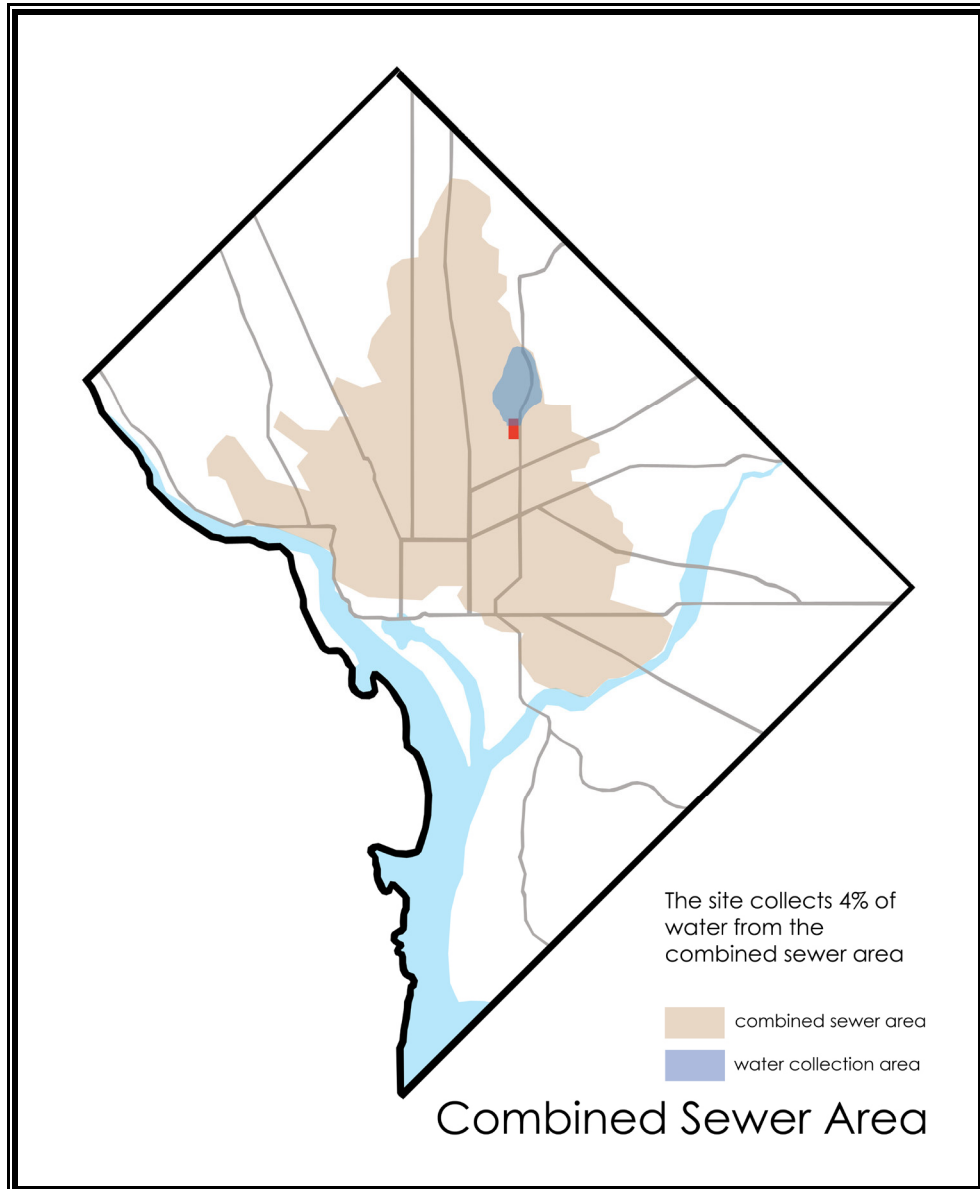 The site collects 4% of
water from the
combined sewer area
combined sewer area
water collection area
Combined Sewer Area